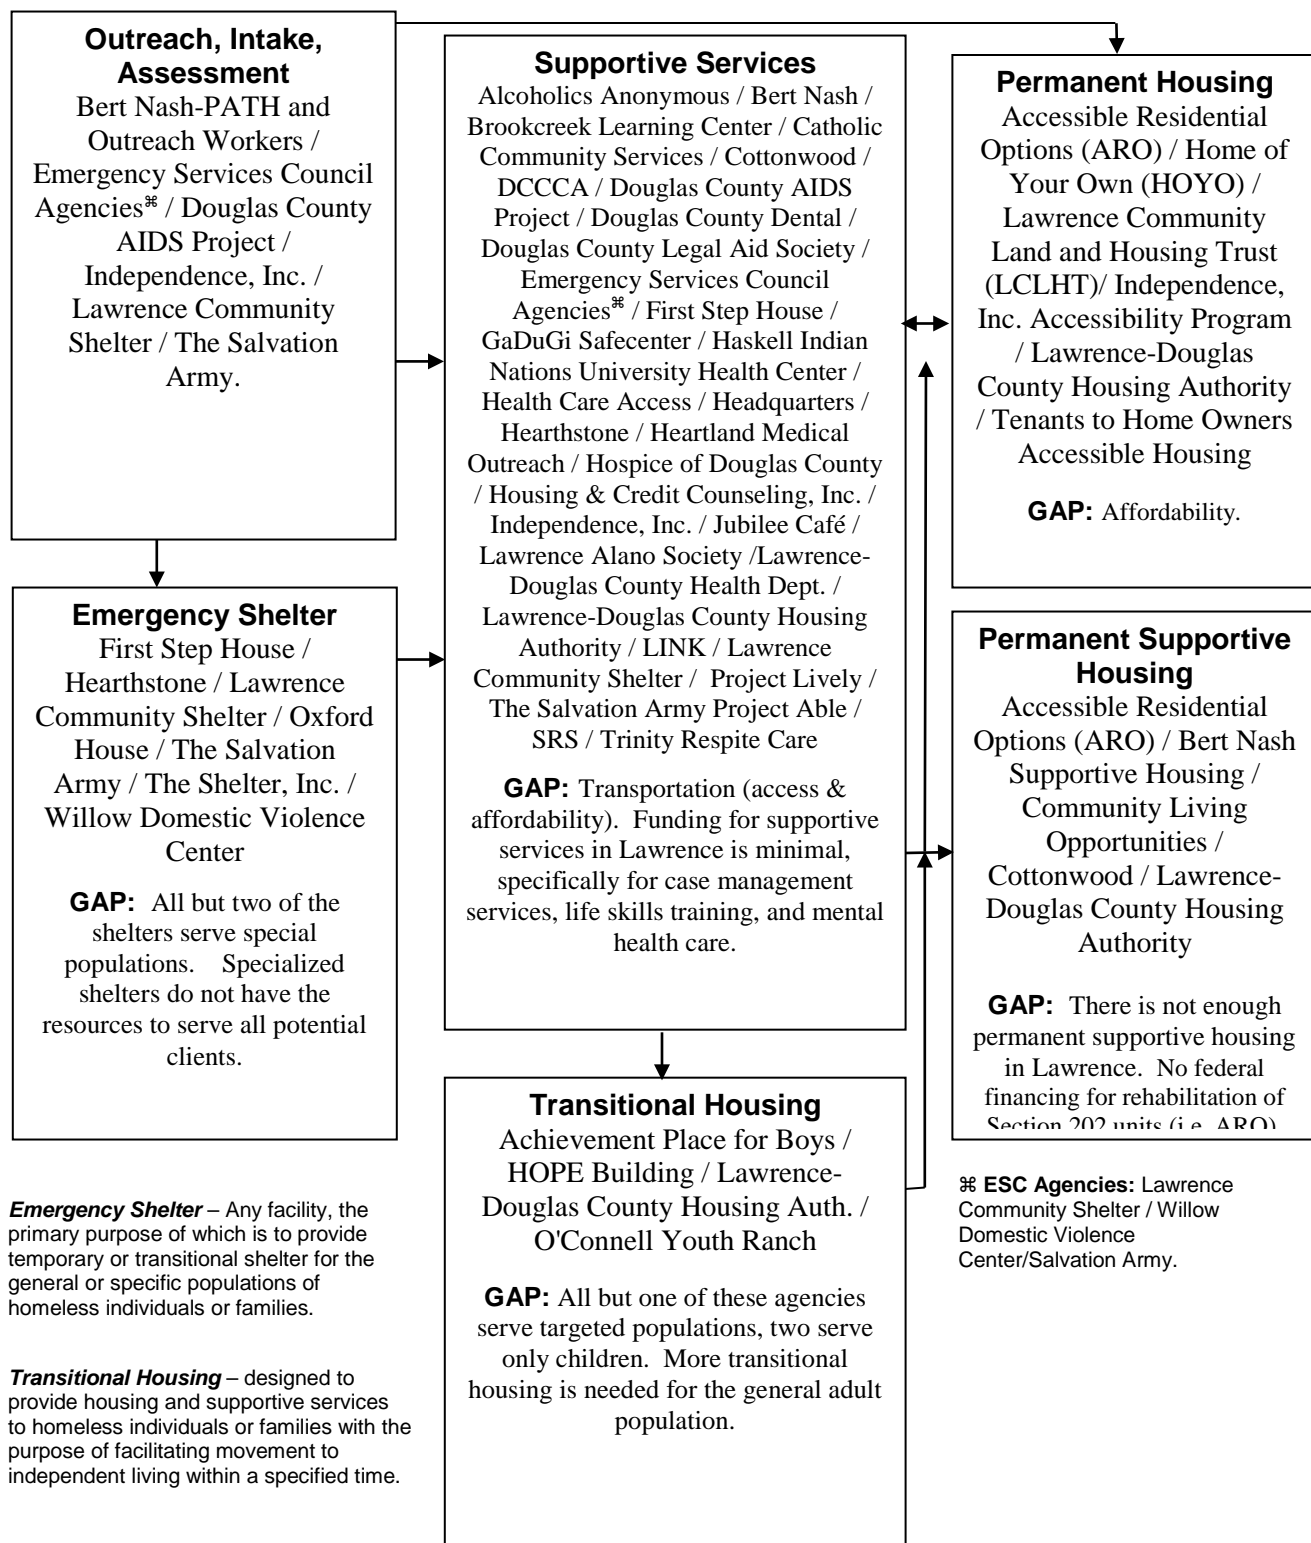 Outreach, Intake,
Assessment
Bert Nash-PATH and
Outreach Workers /
Emergency Services Council
Agencies⌘ / Douglas County
AIDS Project /
Independence, Inc. /
Lawrence Community
Shelter / The Salvation
Army.
Emergency Shelter
First Step House /
Hearthstone / Lawrence
Community Shelter / Oxford
House / The Salvation
Army / The Shelter, Inc. /
Willow Domestic Violence
Center
GAP: All but two of the
shelters serve special
populations. Specialized
shelters do not have the
resources to serve all potential
clients.
Emergency Shelter – Any facility, the
primary purpose of which is to provide
temporary or transitional shelter for the
general or specific populations of
homeless individuals or families.
Transitional Housing – designed to
provide housing and supportive services
to homeless individuals or families with the
purpose of facilitating movement to
independent living within a specified time.
Supportive Services
Alcoholics Anonymous / Bert Nash /
Brookcreek Learning Center / Catholic
Community Services / Cottonwood /
DCCCA / Douglas County AIDS
Project / Douglas County Dental /
Douglas County Legal Aid Society /
Emergency Services Council
Agencies⌘ / First Step House /
GaDuGi Safecenter / Haskell Indian
Nations University Health Center /
Health Care Access / Headquarters /
Hearthstone / Heartland Medical
Outreach / Hospice of Douglas County
/ Housing & Credit Counseling, Inc. /
Independence, Inc. / Jubilee Café /
Lawrence Alano Society /Lawrence-
Douglas County Health Dept. /
Lawrence-Douglas County Housing
Authority / LINK / Lawrence
Community Shelter / Project Lively /
The Salvation Army Project Able /
SRS / Trinity Respite Care
GAP: Transportation (access &
affordability). Funding for supportive
services in Lawrence is minimal,
specifically for case management
services, life skills training, and mental
health care.
Transitional Housing
Achievement Place for Boys /
HOPE Building / Lawrence-
Douglas County Housing Auth. /
O'Connell Youth Ranch
GAP: All but one of these agencies
serve targeted populations, two serve
only children. More transitional
housing is needed for the general adult
population.
Permanent Housing
Accessible Residential
Options (ARO) / Home of
Your Own (HOYO) /
Lawrence Community
Land and Housing Trust
(LCLHT)/ Independence,
Inc. Accessibility Program
/ Lawrence-Douglas
County Housing Authority
/ Tenants to Home Owners
Accessible Housing
GAP: Affordability.
Permanent Supportive
Housing
Accessible Residential
Options (ARO) / Bert Nash
Supportive Housing /
Community Living
Opportunities /
Cottonwood / Lawrence-
Douglas County Housing
Authority
GAP: There is not enough
permanent supportive housing
in Lawrence. No federal
financing for rehabilitation of
Section 202 units (i.e. ARO)
⌘ ESC Agencies: Lawrence
Community Shelter / Willow
Domestic Violence
Center/Salvation Army.